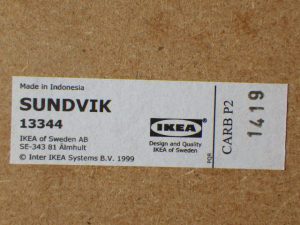 Made in Indonesia
SUNDVIK
13344
IKEA of Sweden AB
SE-343 81 Älmhult
© Inter IKEA Systems B.V. 1999
IKEA
Design and Quality
IKEA of Sweden
CARB P2
1419